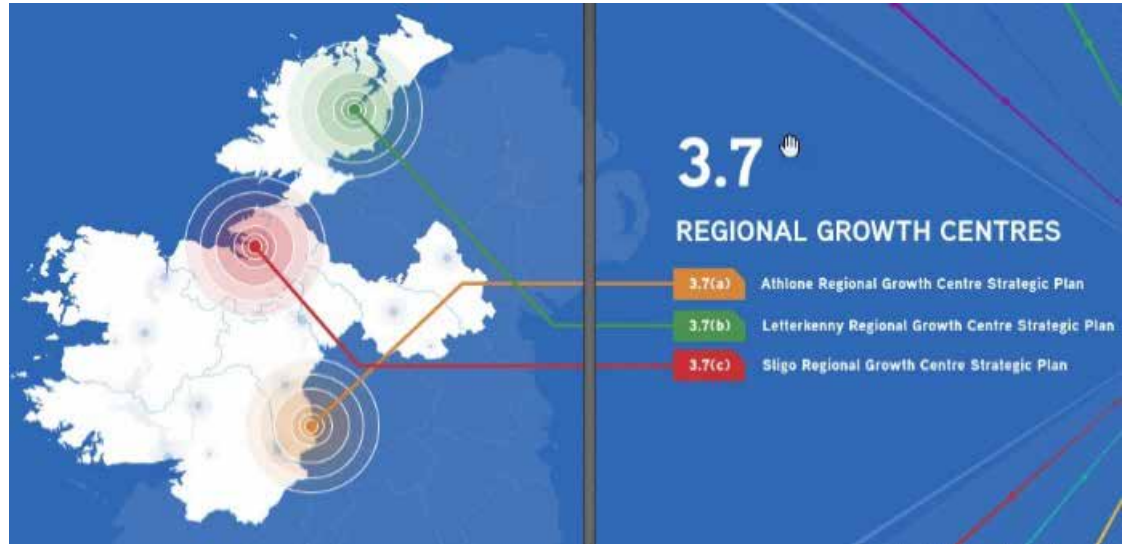 3.7
REGIONAL GROWTH CENTRES
3.7(a) Athlone Regional Growth Centre Strategic Plan
3.7(b) Letterkenny Regional Growth Centre Strategic Plan
3.7(c) Sligo Regional Growth Centre Strategic Plan